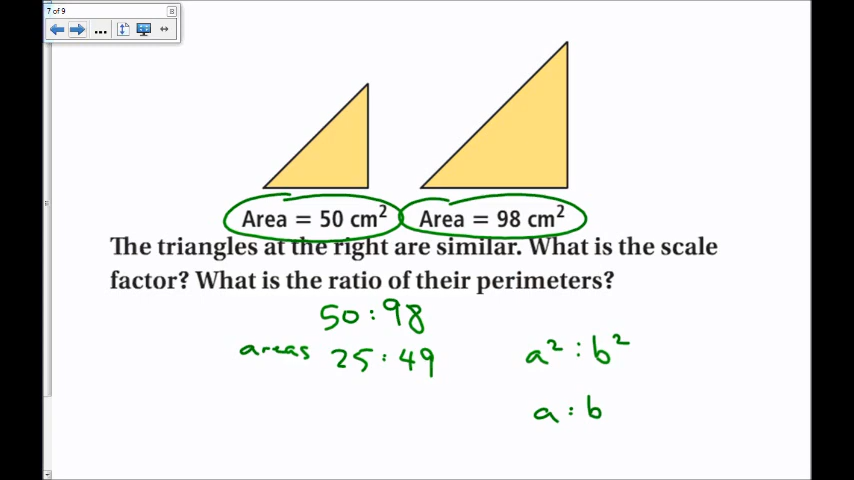 7 of 9
Area = 50 cm² Area = 98 cm²
The triangles at the right are similar. What is the scale
factor? What is the ratio of their perimeters?
50:98
areas 25:49 a²:b²
a:b